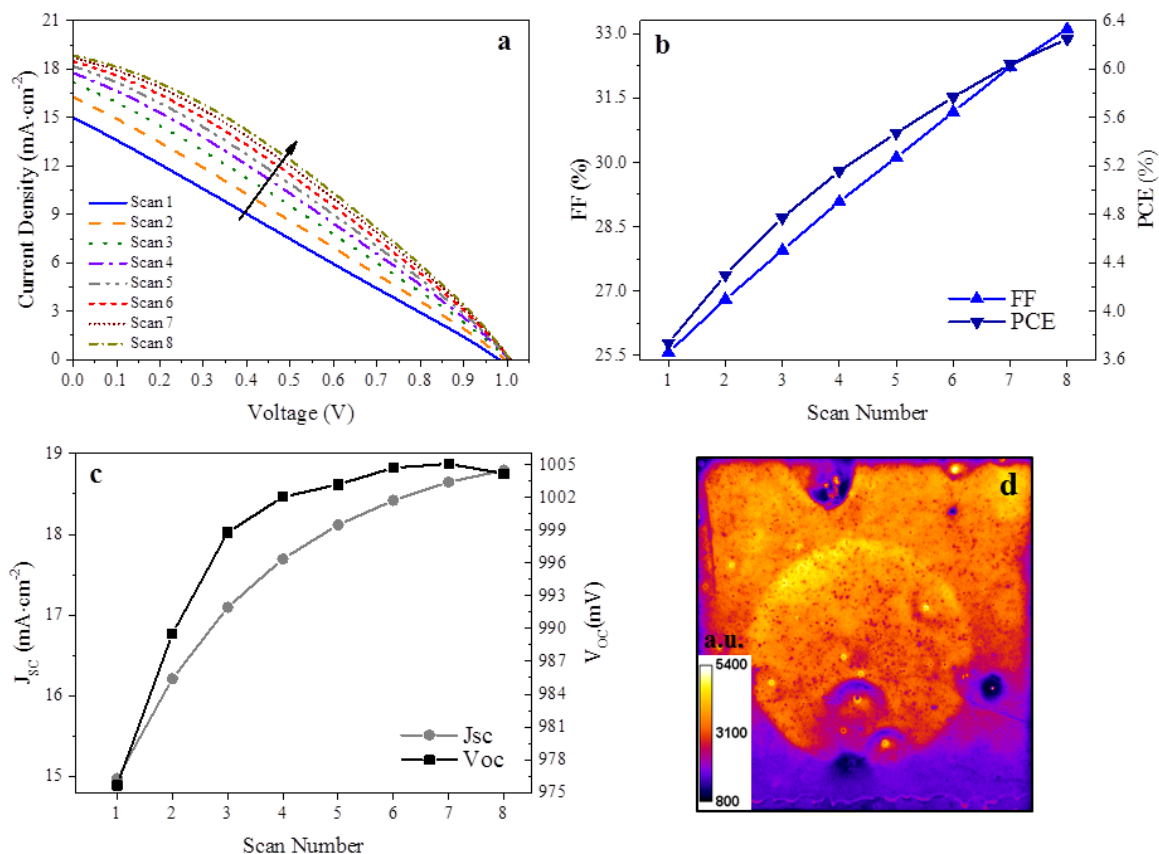 a
21
18
15
12
9
6
3
0
Current Density (mA·cm⁻²)
Scan 1
Scan 2
Scan 3
Scan 4
Scan 5
Scan 6
Scan 7
Scan 8
0.0 0.1 0.2 0.3 0.4 0.5 0.6 0.7 0.8 0.9 1.0
Voltage (V)
b
33.0
31.5
30.0
28.5
27.0
25.5
FF (%)
6.4
6.0
5.6
5.2
4.8
4.4
4.0
3.6
PCE (%)
FF
PCE
1 2 3 4 5 6 7 8
Scan Number
c
19
18
17
16
15
J_SC (mA·cm⁻²)
1005
1002
999
996
993
990
987
984
981
978
975
V_OC (mV)
Jsc
Voc
1 2 3 4 5 6 7 8
Scan Number
d
a.u.
5400
3100
800